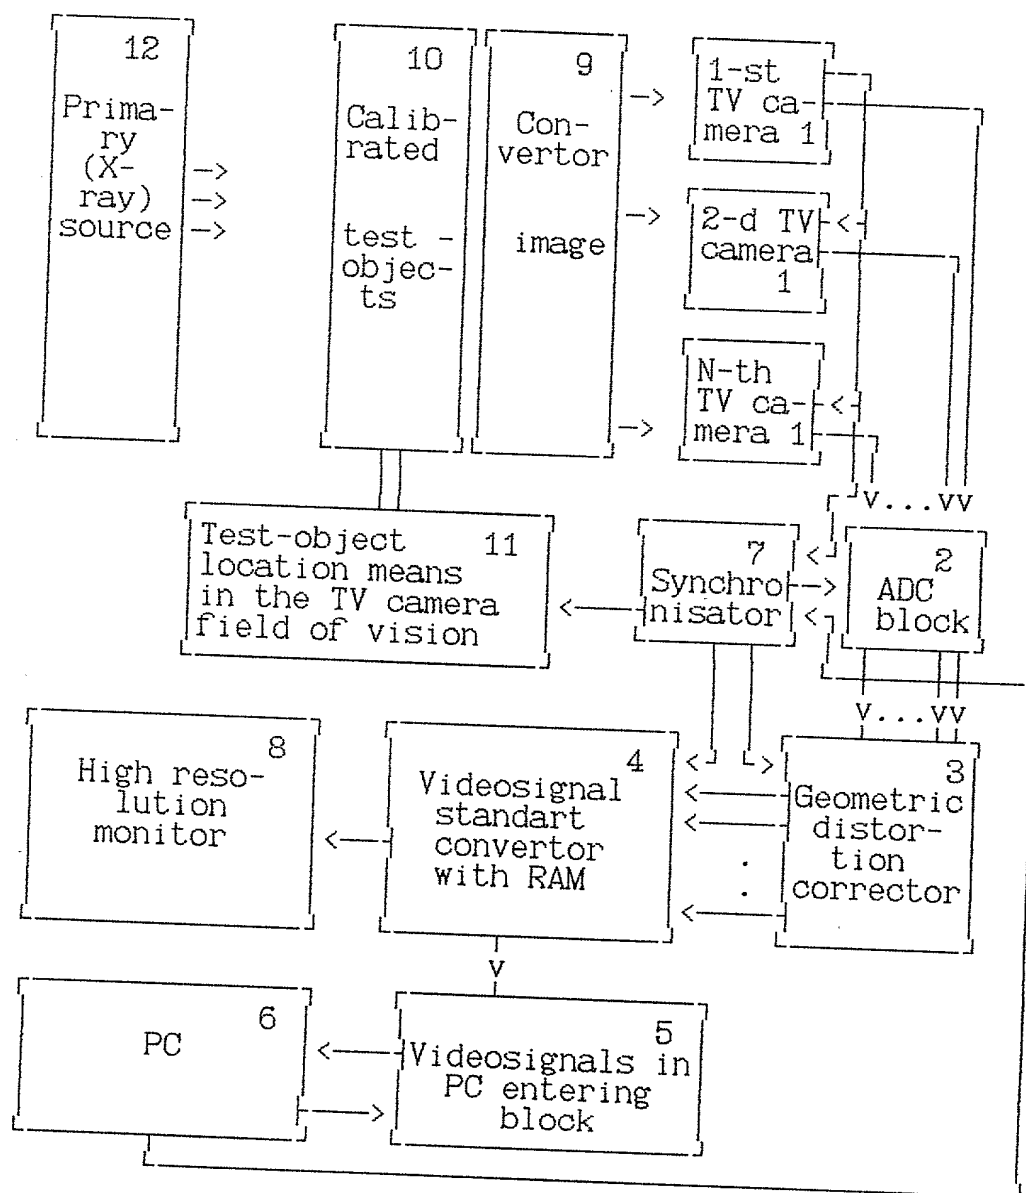 12
Prima-
ry
(X-
ray)
source
10
Calib-
rated
test -
objec-
ts
9
Con-
vertor
image
1-st
TV ca-
mera 1
2-d TV
camera
1
N-th
TV ca-
mera 1
Test-object 11
location means
in the TV camera
field of vision
7
Synchro
nisator
2
ADC
block
8
High reso-
lution
monitor
4
Videosignal
standart
convertor
with RAM
3
Geometric
distor-
tion
corrector
6
PC
5
Videosignals in
PC entering
block